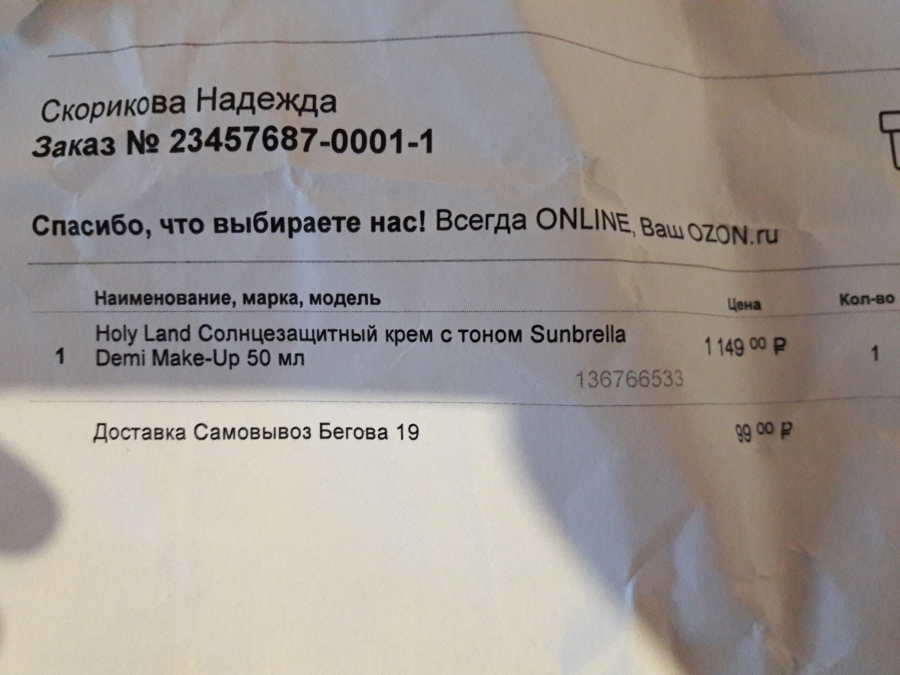 Скорикова Надежда
Заказ № 23457687-0001-1
Спасибо, что выбираете нас! Всегда ONLINE, Ваш OZON.ru
Наименование, марка, модель Цена Кол-во
1 Holy Land Солнцезащитный крем с тоном Sunbrella 1 149 00 ₽ 1
Demi Make-Up 50 мл
136766533
Доставка Самовывоз Бегова 19 99 00 ₽